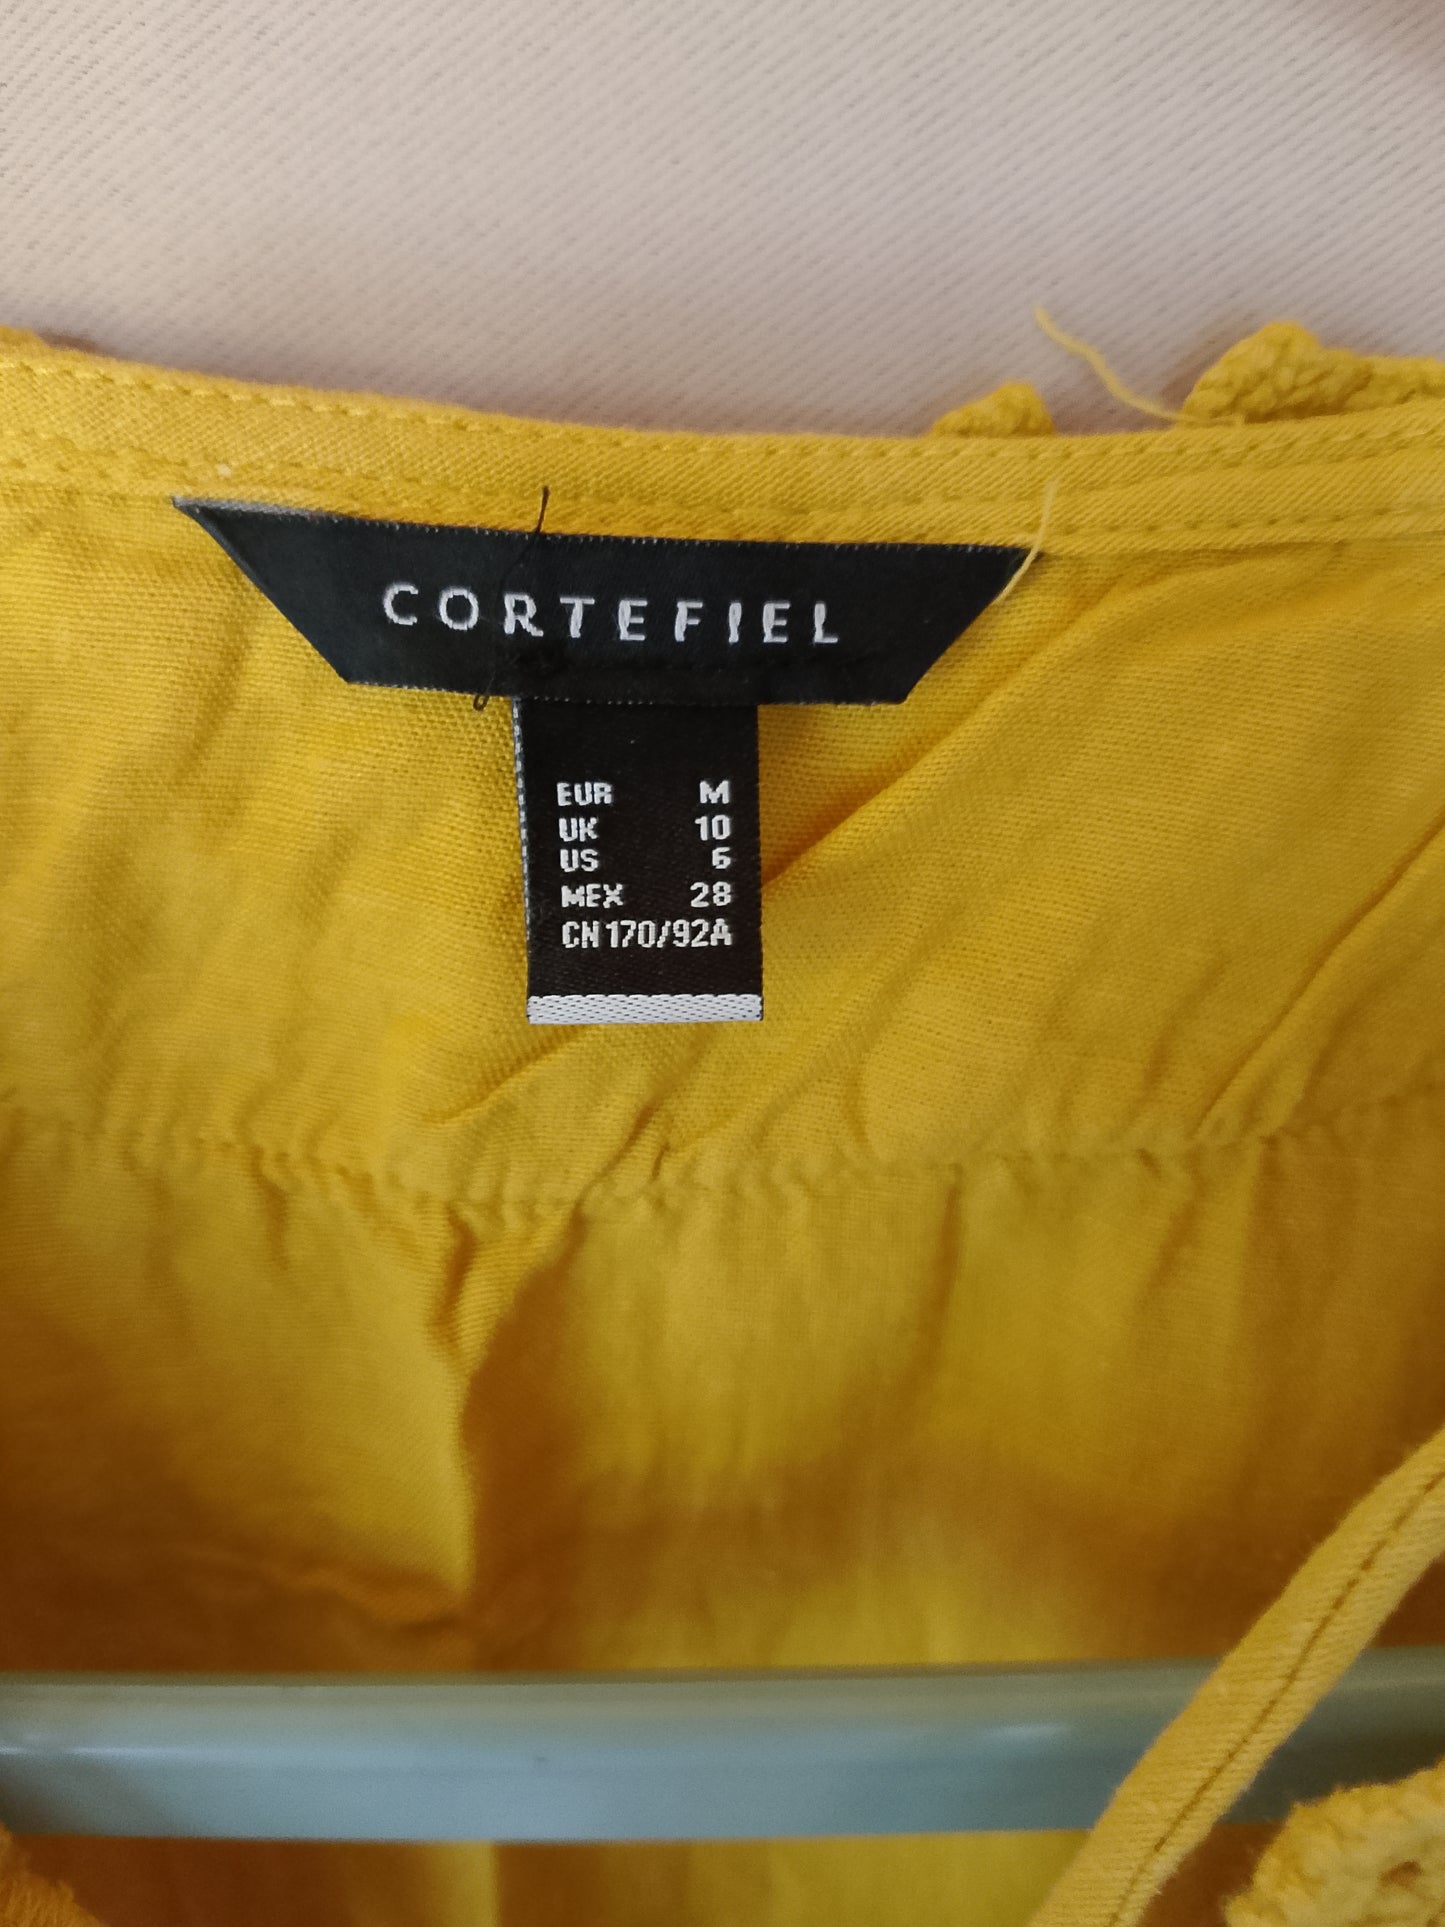 CORTEFIEL
EUR M
UK 10
US 6
MEX 28
CN 170/92A